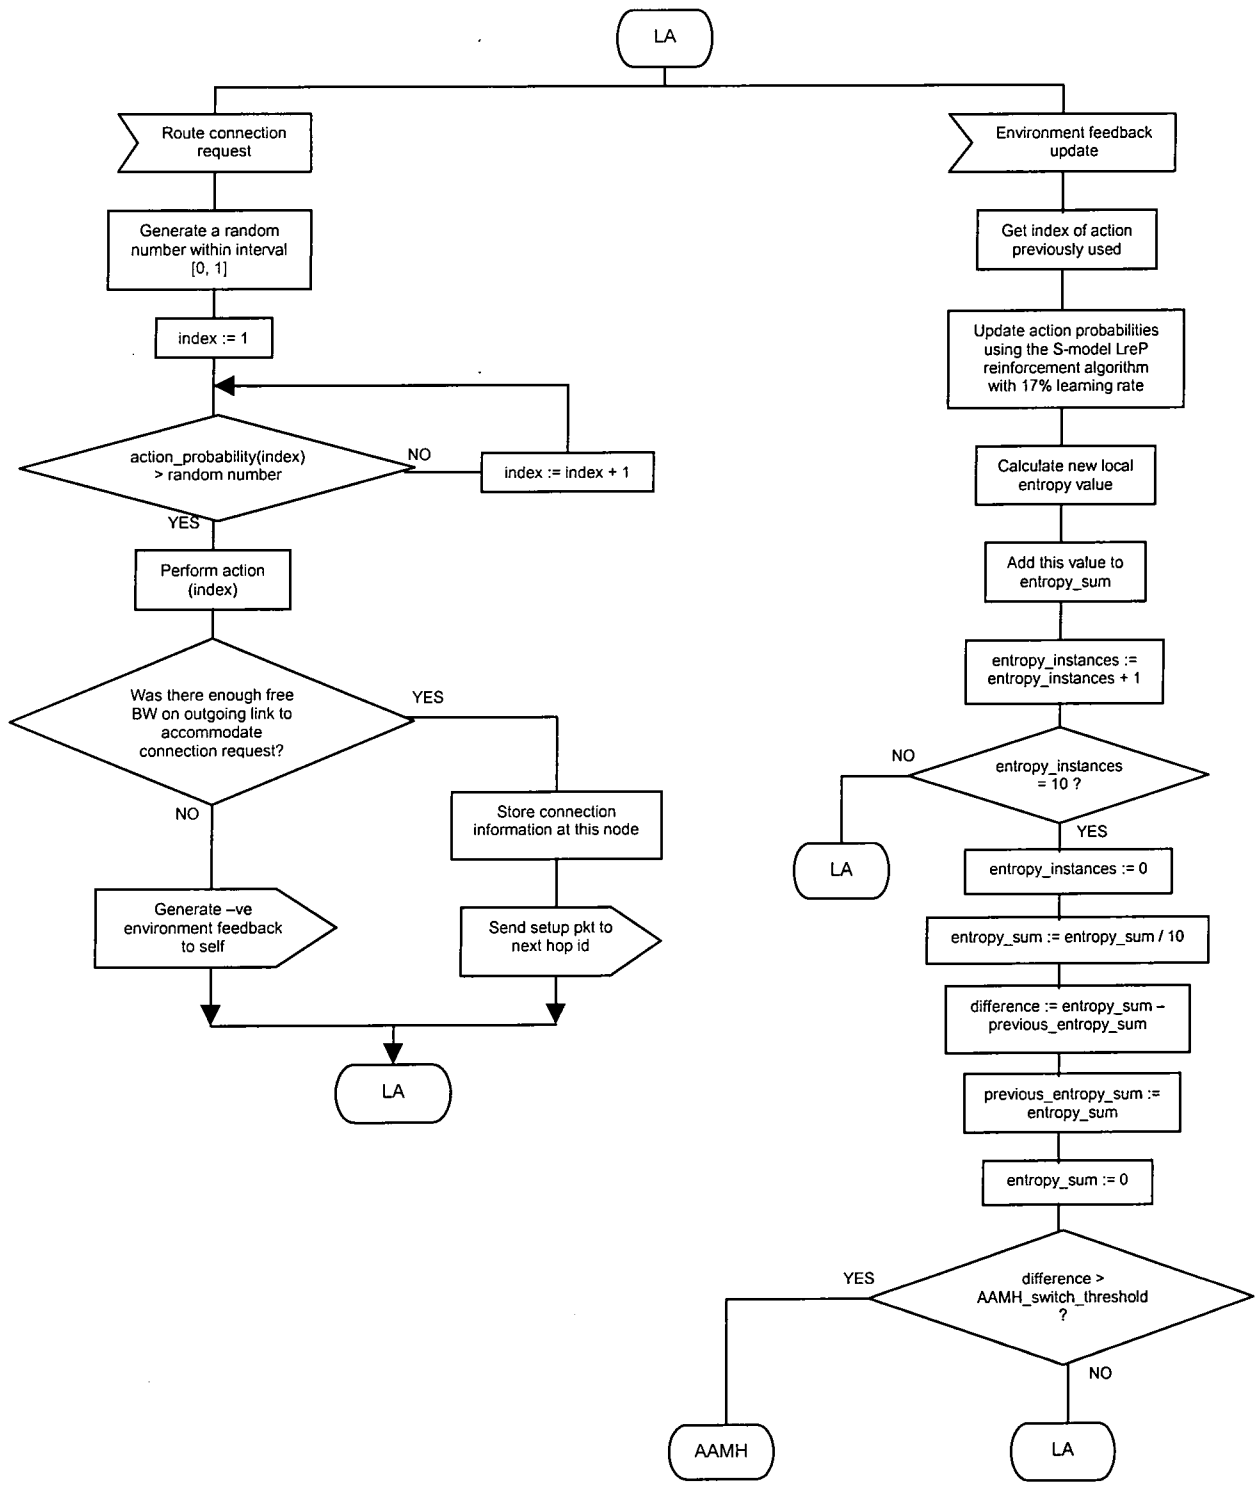 LA
Route connection
request
Generate a random
number within interval
[0, 1]
index := 1
action_probability(index)
> random number
NO
index := index + 1
YES
Perform action
(index)
Was there enough free
BW on outgoing link to
accommodate
connection request?
YES
NO
Store connection
information at this node
Generate –ve
environment feedback
to self
Send setup pkt to
next hop id
LA
Environment feedback
update
Get index of action
previously used
Update action probabilities
using the S-model LreP
reinforcement algorithm
with 17% learning rate
Calculate new local
entropy value
Add this value to
entropy_sum
entropy_instances :=
entropy_instances + 1
entropy_instances
= 10 ?
NO
LA
YES
entropy_instances := 0
entropy_sum := entropy_sum / 10
difference := entropy_sum –
previous_entropy_sum
previous_entropy_sum :=
entropy_sum
entropy_sum := 0
difference >
AAMH_switch_threshold
?
YES
NO
AAMH
LA